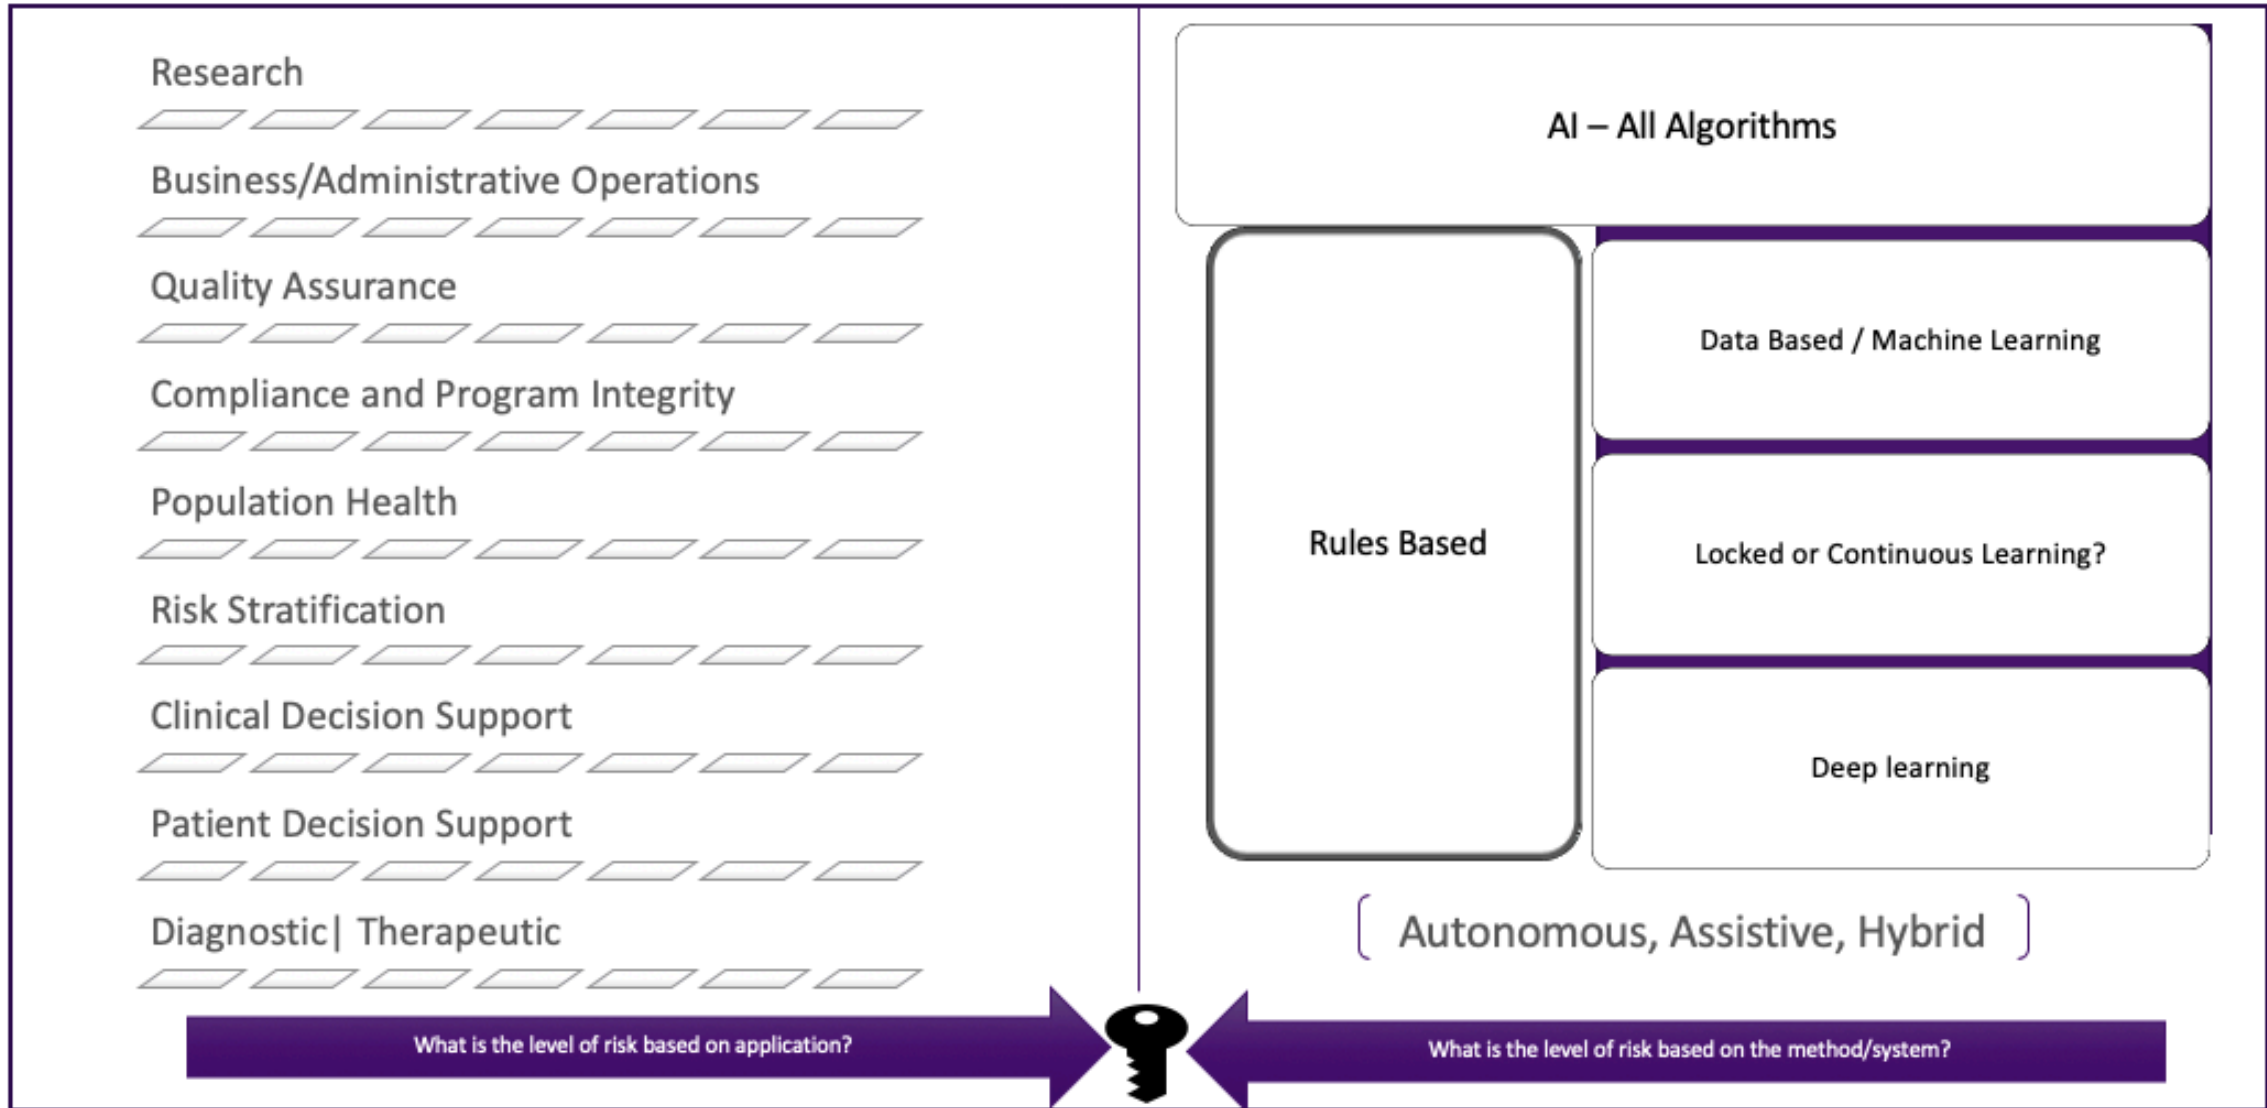 Research
Business/Administrative Operations
Quality Assurance
Compliance and Program Integrity
Population Health
Risk Stratification
Clinical Decision Support
Patient Decision Support
Diagnostic| Therapeutic
What is the level of risk based on application?
AI – All Algorithms
Rules Based
Data Based / Machine Learning
Locked or Continuous Learning?
Deep learning
Autonomous, Assistive, Hybrid
What is the level of risk based on the method/system?